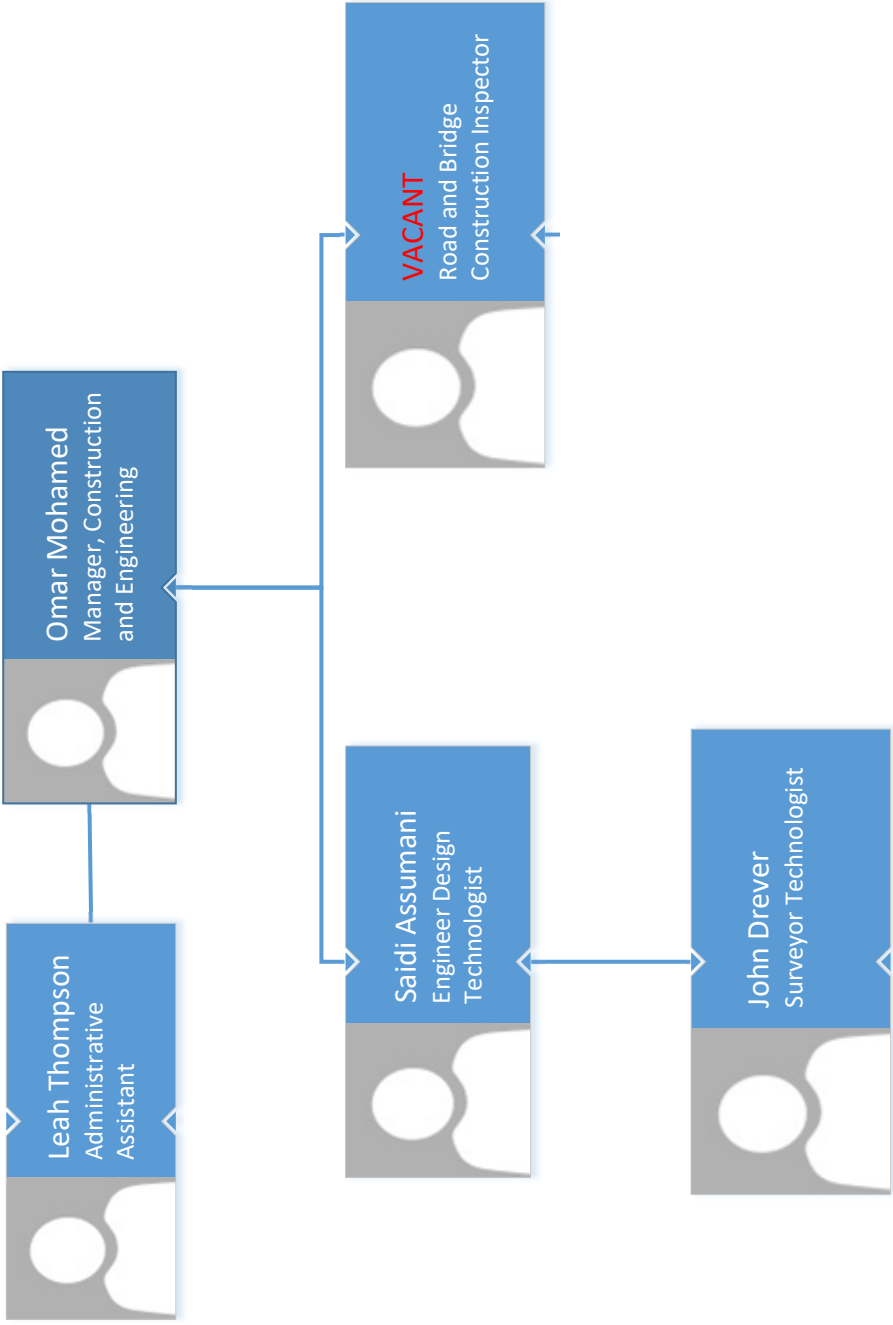 Leah Thompson
Administrative
Assistant
Omar Mohamed
Manager, Construction
and Engineering
Saidi Assumani
Engineer Design
Technologist
VACANT
Road and Bridge
Construction Inspector
John Drever
Surveyor Technologist